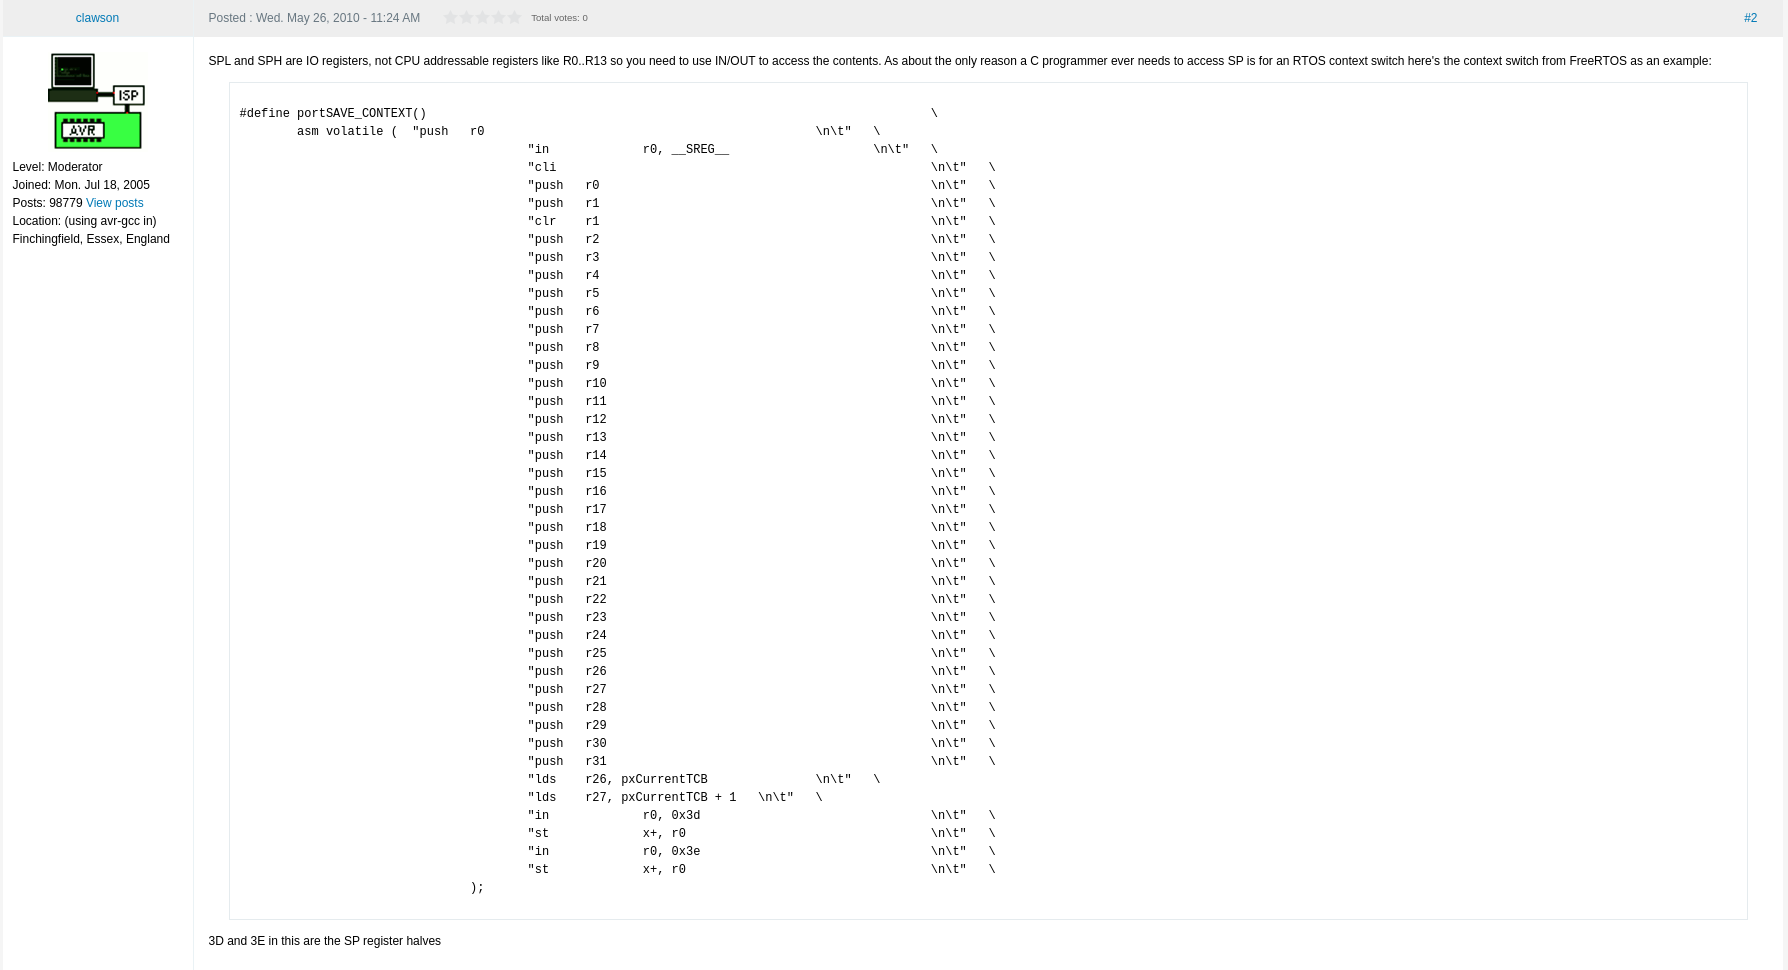 clawson
Posted : Wed. May 26, 2010 - 11:24 AM
Total votes: 0
#2
ISP
AVR
Level: Moderator
Joined: Mon. Jul 18, 2005
Posts: 98779 View posts
Location: (using avr-gcc in)
Finchingfield, Essex, England
SPL and SPH are IO registers, not CPU addressable registers like R0..R13 so you need to use IN/OUT to access the contents. As about the only reason a C programmer ever needs to access SP is for an RTOS context switch here's the context switch from FreeRTOS as an example:
#define portSAVE_CONTEXT() \
asm volatile ( "push r0 \n\t" \
"in r0, __SREG__ \n\t" \
"cli \n\t" \
"push r0 \n\t" \
"push r1 \n\t" \
"clr r1 \n\t" \
"push r2 \n\t" \
"push r3 \n\t" \
"push r4 \n\t" \
"push r5 \n\t" \
"push r6 \n\t" \
"push r7 \n\t" \
"push r8 \n\t" \
"push r9 \n\t" \
"push r10 \n\t" \
"push r11 \n\t" \
"push r12 \n\t" \
"push r13 \n\t" \
"push r14 \n\t" \
"push r15 \n\t" \
"push r16 \n\t" \
"push r17 \n\t" \
"push r18 \n\t" \
"push r19 \n\t" \
"push r20 \n\t" \
"push r21 \n\t" \
"push r22 \n\t" \
"push r23 \n\t" \
"push r24 \n\t" \
"push r25 \n\t" \
"push r26 \n\t" \
"push r27 \n\t" \
"push r28 \n\t" \
"push r29 \n\t" \
"push r30 \n\t" \
"push r31 \n\t" \
"lds r26, pxCurrentTCB \n\t" \
"lds r27, pxCurrentTCB + 1 \n\t" \
"in r0, 0x3d \n\t" \
"st x+, r0 \n\t" \
"in r0, 0x3e \n\t" \
"st x+, r0 \n\t" \
);
3D and 3E in this are the SP register halves